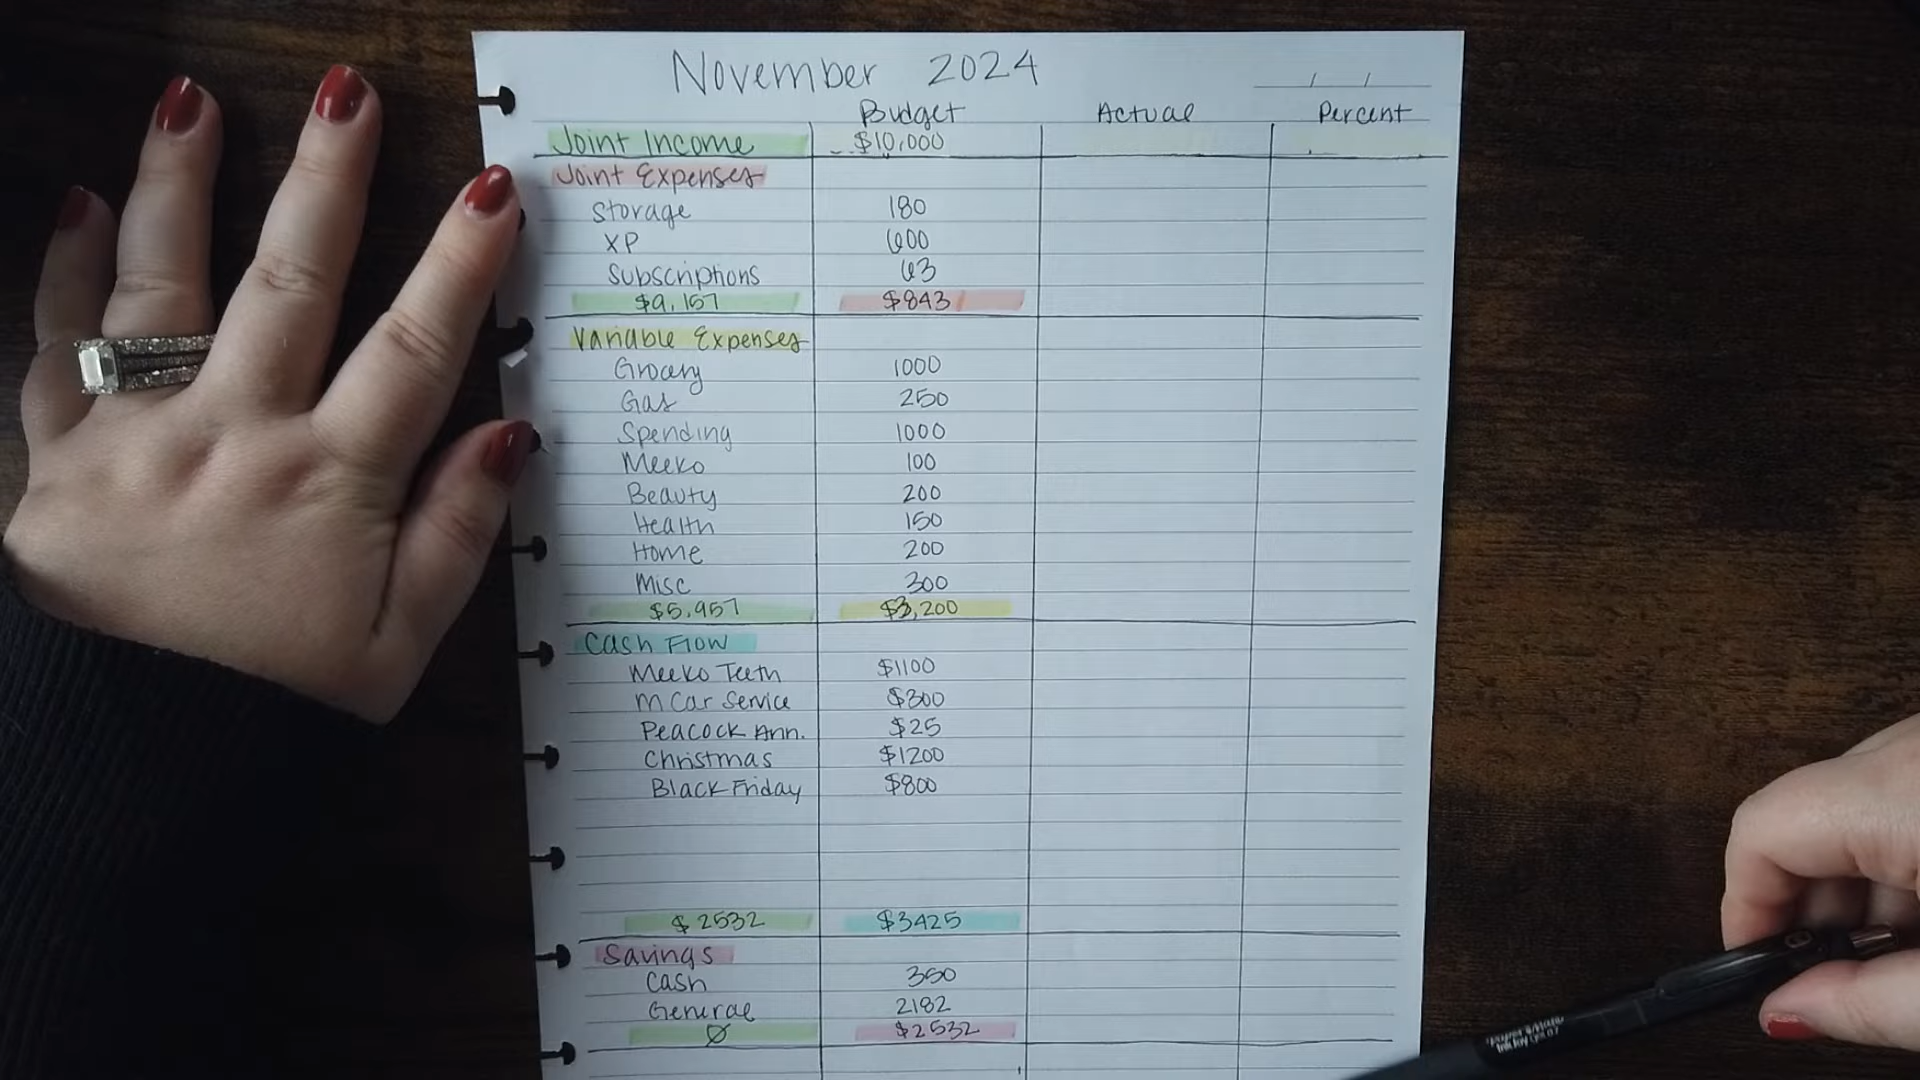 November 2024
/ /
Budget Actual Percent
Joint Income $10,000
Joint Expenses
Storage 180
XP 600
Subscriptions 63
$9,157 $843
Variable Expenses
Grocery 1000
Gas 250
Spending 1000
Meeko 100
Beauty 200
Health 150
Home 200
Misc 300
$5,957 $3,200
Cash Flow
Meeko Teeth $1100
M Car Service $300
Peacock Ann. $25
Christmas $1200
Black Friday $800
$2532 $3425
Savings
Cash 350
General 2182
Ø $2532